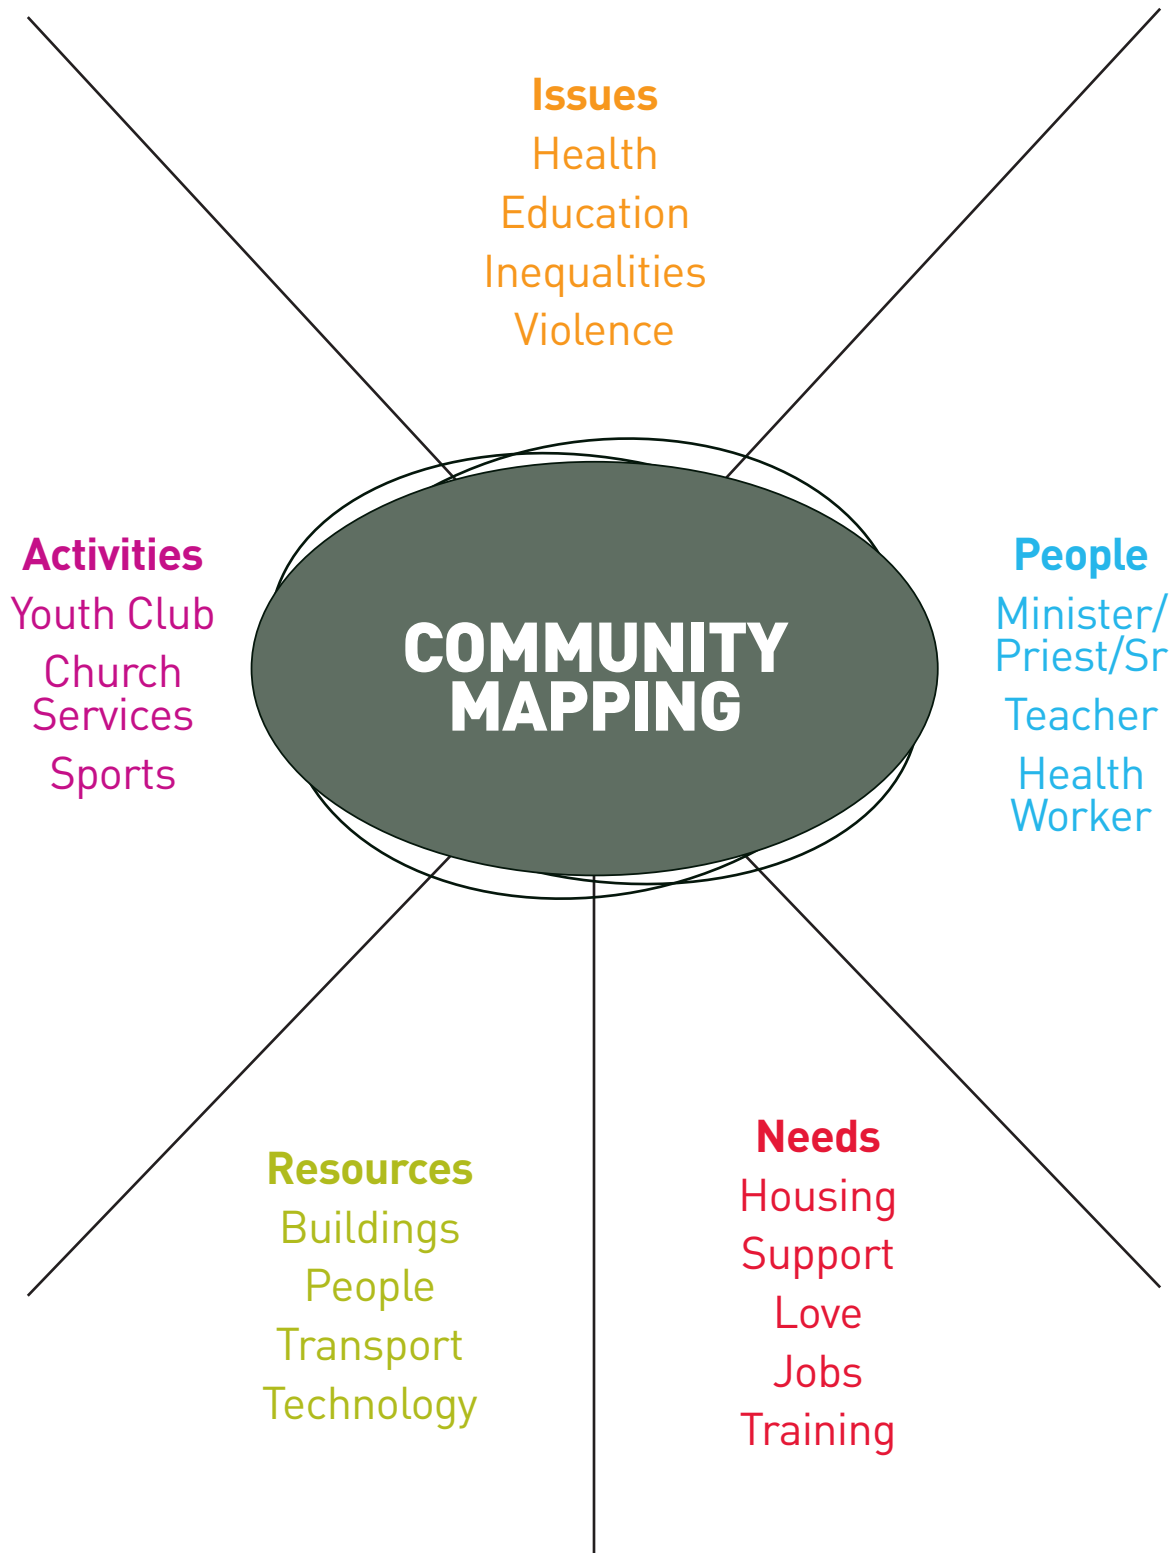 Issues
Health
Education
Inequalities
Violence
Activities
Youth Club
Church
Services
Sports
COMMUNITY
MAPPING
People
Minister/
Priest/Sr
Teacher
Health
Worker
Resources
Buildings
People
Transport
Technology
Needs
Housing
Support
Love
Jobs
Training